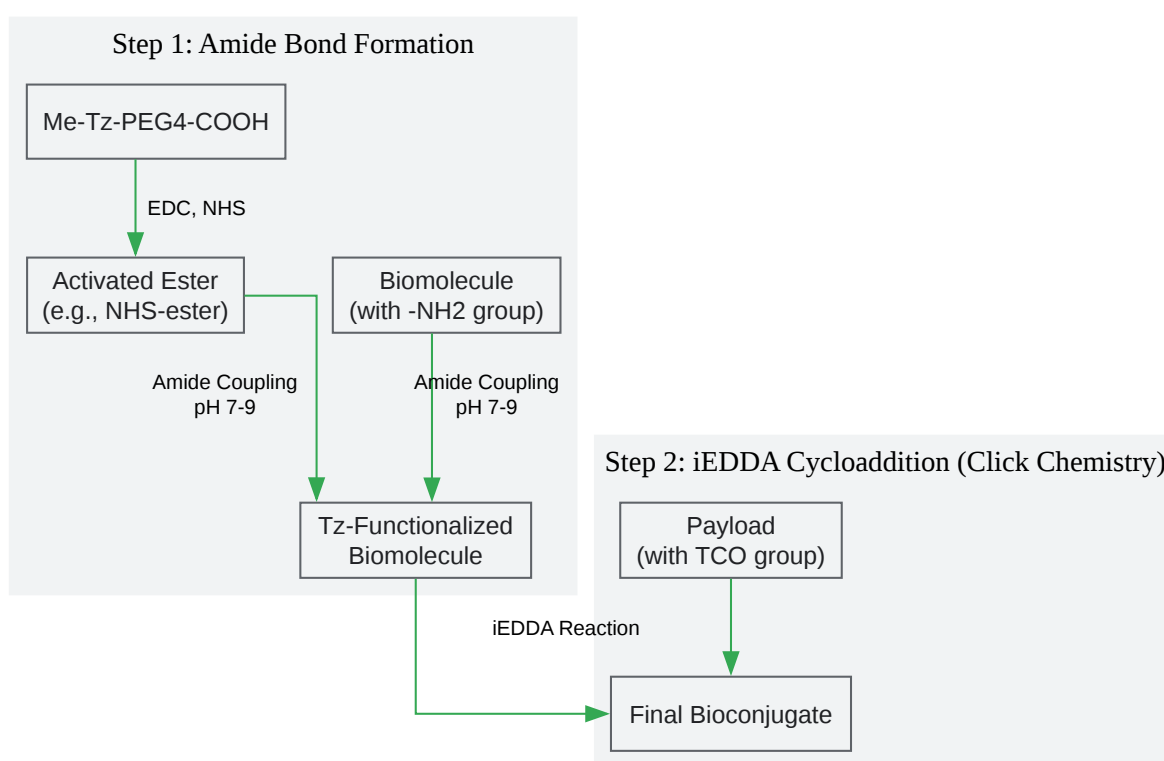 Step 1: Amide Bond Formation
Me-Tz-PEG4-COOH
EDC, NHS
Activated Ester
(e.g., NHS-ester)
Biomolecule
(with -NH2 group)
Amide Coupling
pH 7-9
Amide Coupling
pH 7-9
Tz-Functionalized
Biomolecule
Step 2: iEDDA Cycloaddition (Click Chemistry)
Payload
(with TCO group)
iEDDA Reaction
Final Bioconjugate